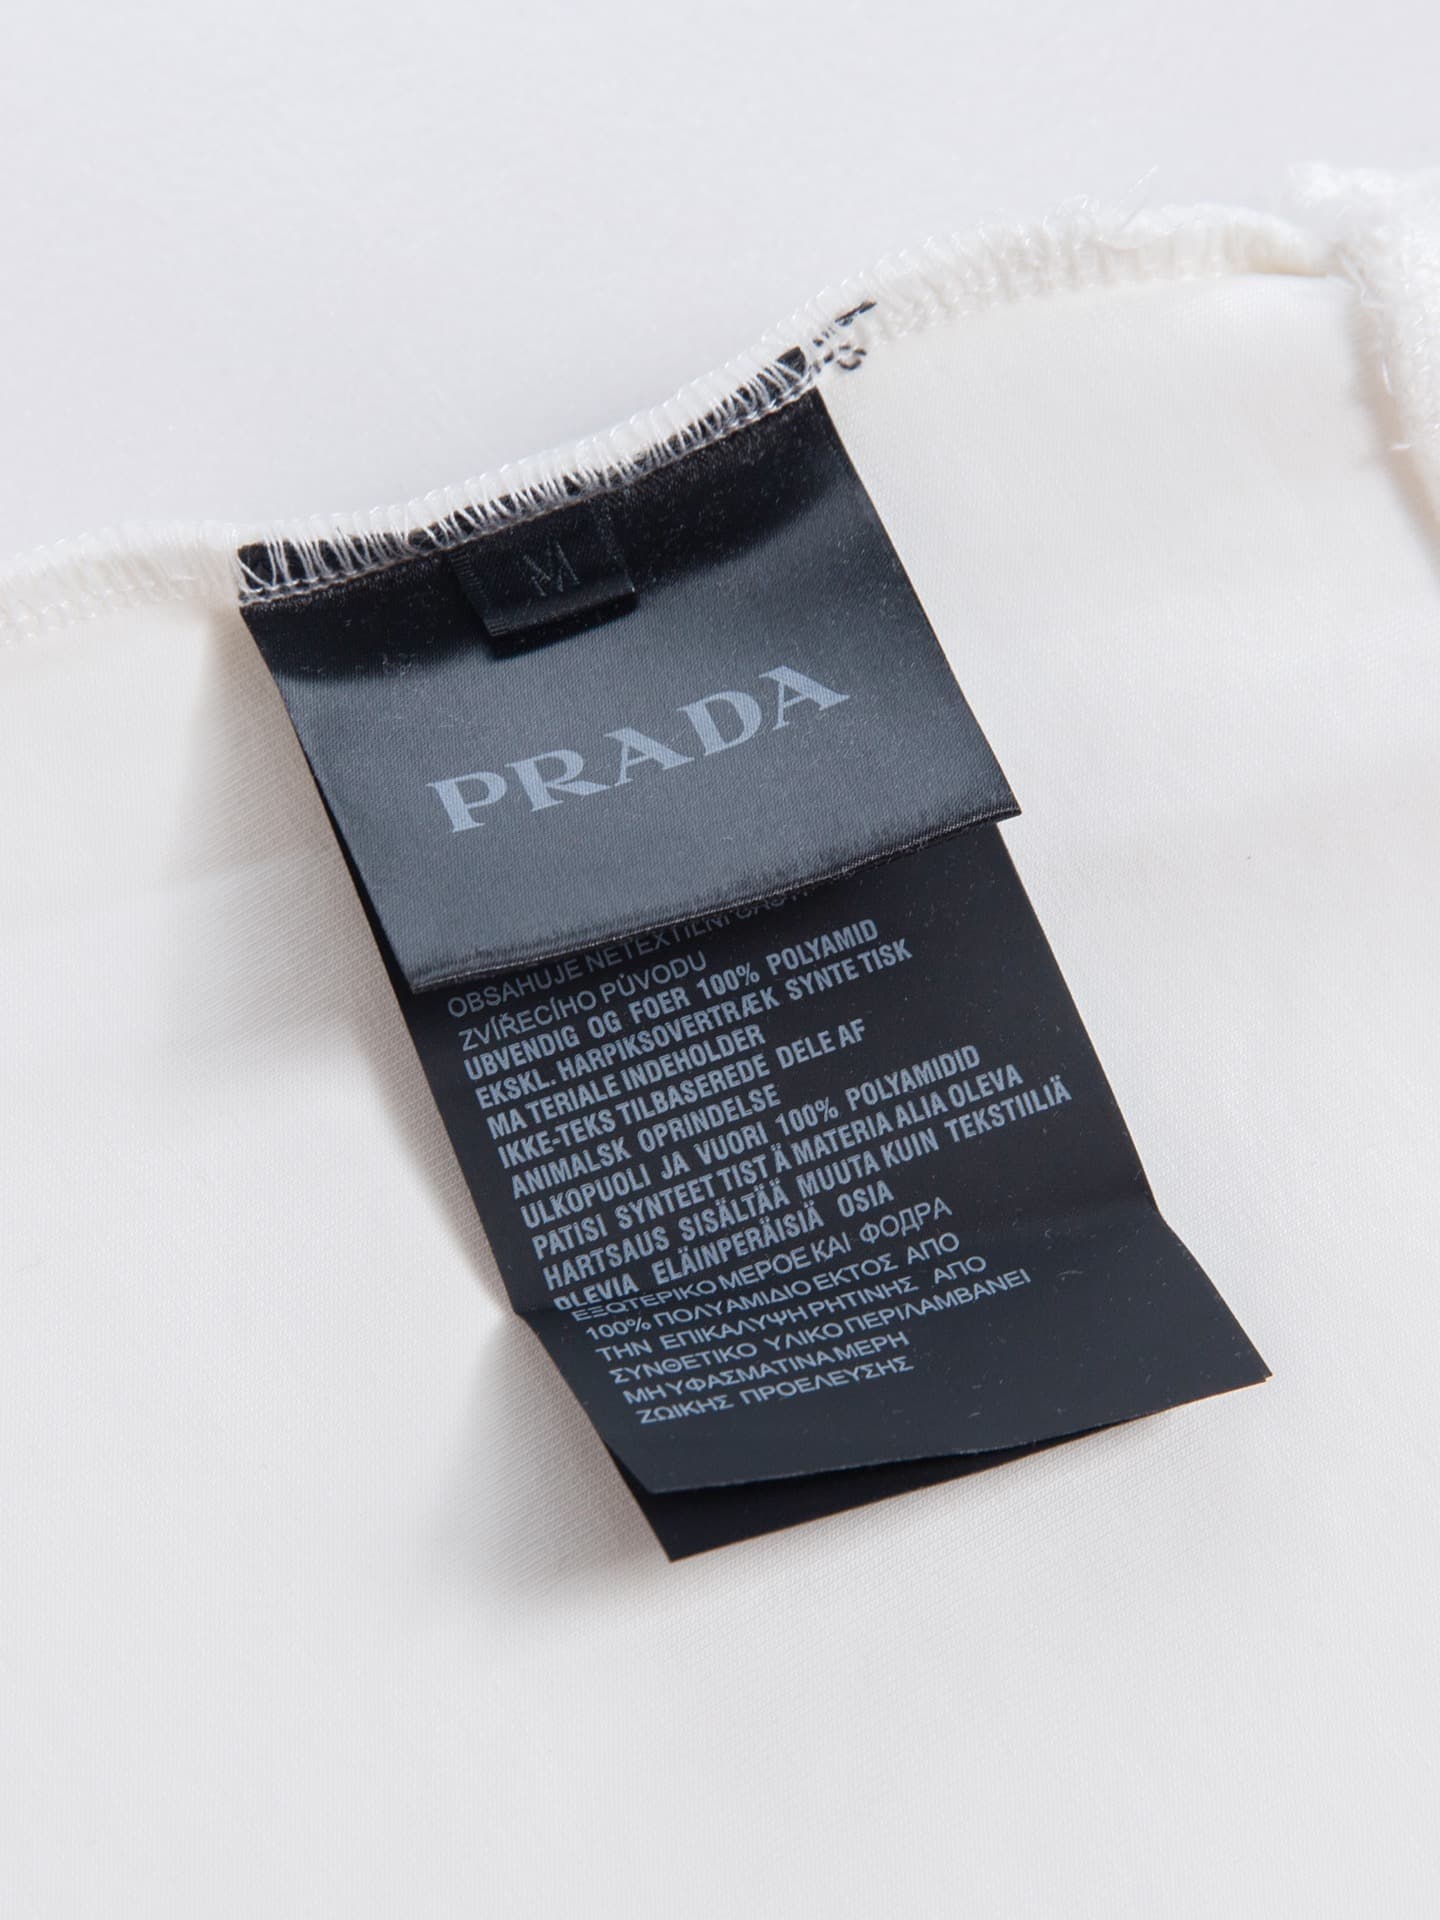 M
PRADA
OBSAHUJE NETEXTILNÍ ČÁSTI
ZVÍŘECÍHO PŮVODU
UBVENDIG OG FOER 100% POLYAMID
EKSKL. HARPIKSOVERTRÆK SYNTE TISK
MA TERIALE INDEHOLDER
IKKE-TEKS TILBASEREDE DELE AF
ANIMALSK OPRINDELSE
ULKOPUOLI JA VUORI 100% POLYAMIDID
PATISI SYNTEET TIST Ä MATERIA ALIA OLEVA
HARTSAUS SISÄLTÄÄ MUUTA KUIN TEKSTIILIÄ
OLEVIA ELÄINPERÄISIÄ OSIA
ΕΞΩΤΕΡΙΚΟ ΜΕΡΟΕ ΚΑΙ ΦΟΔΡΑ
100% ΠΟΛΥΑΜΙΔΙΟ ΕΚΤΟΣ ΑΠΟ
ΤΗΝ ΕΠΙΚΑΛΥΨΗ ΡΗΤΙΝΗΣ ΑΠΟ
ΣΥΝΘΕΤΙΚΟ ΥΛΙΚΟ ΠΕΡΙΛΑΜΒΑΝΕΙ
ΜΗ ΥΦΑΣΜΑΤΙΝΑ ΜΕΡΗ
ΖΩΙΚΗΣ ΠΡΟΕΛΕΥΣΗΣ